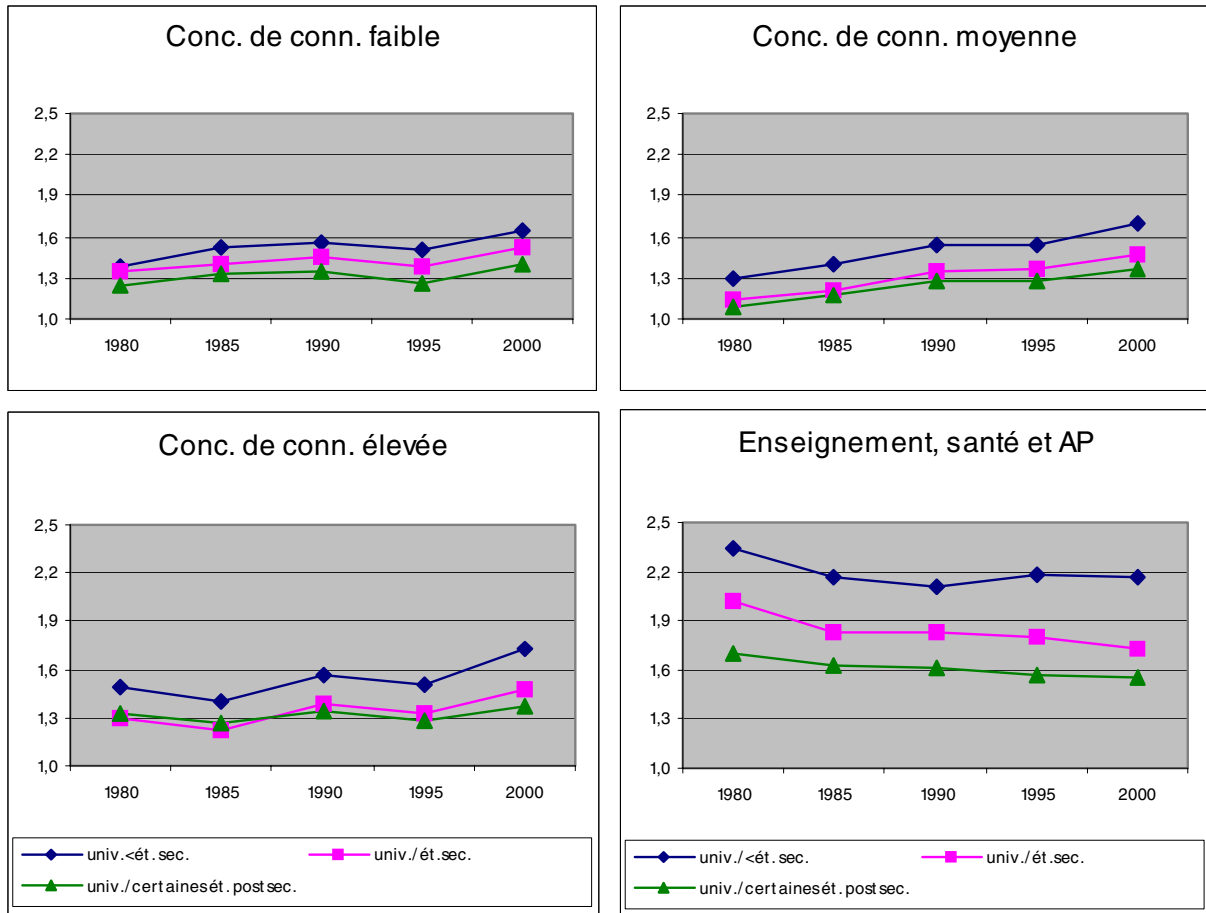 Conc. de conn. faible
2,5
2,2
1,9
1,6
1,3
1,0
1980 1985 1990 1995 2000
Conc. de conn. moyenne
2,5
2,2
1,9
1,6
1,3
1,0
1980 1985 1990 1995 2000
Conc. de conn. élevée
2,5
2,2
1,9
1,6
1,3
1,0
1980 1985 1990 1995 2000
univ.<ét.sec. univ./ét.sec.
univ./certainesét.postsec.
Enseignement, santé et AP
2,5
2,2
1,9
1,6
1,3
1,0
1980 1985 1990 1995 2000
univ./<ét.sec. univ./ét.sec.
univ./certainesét.postsec.